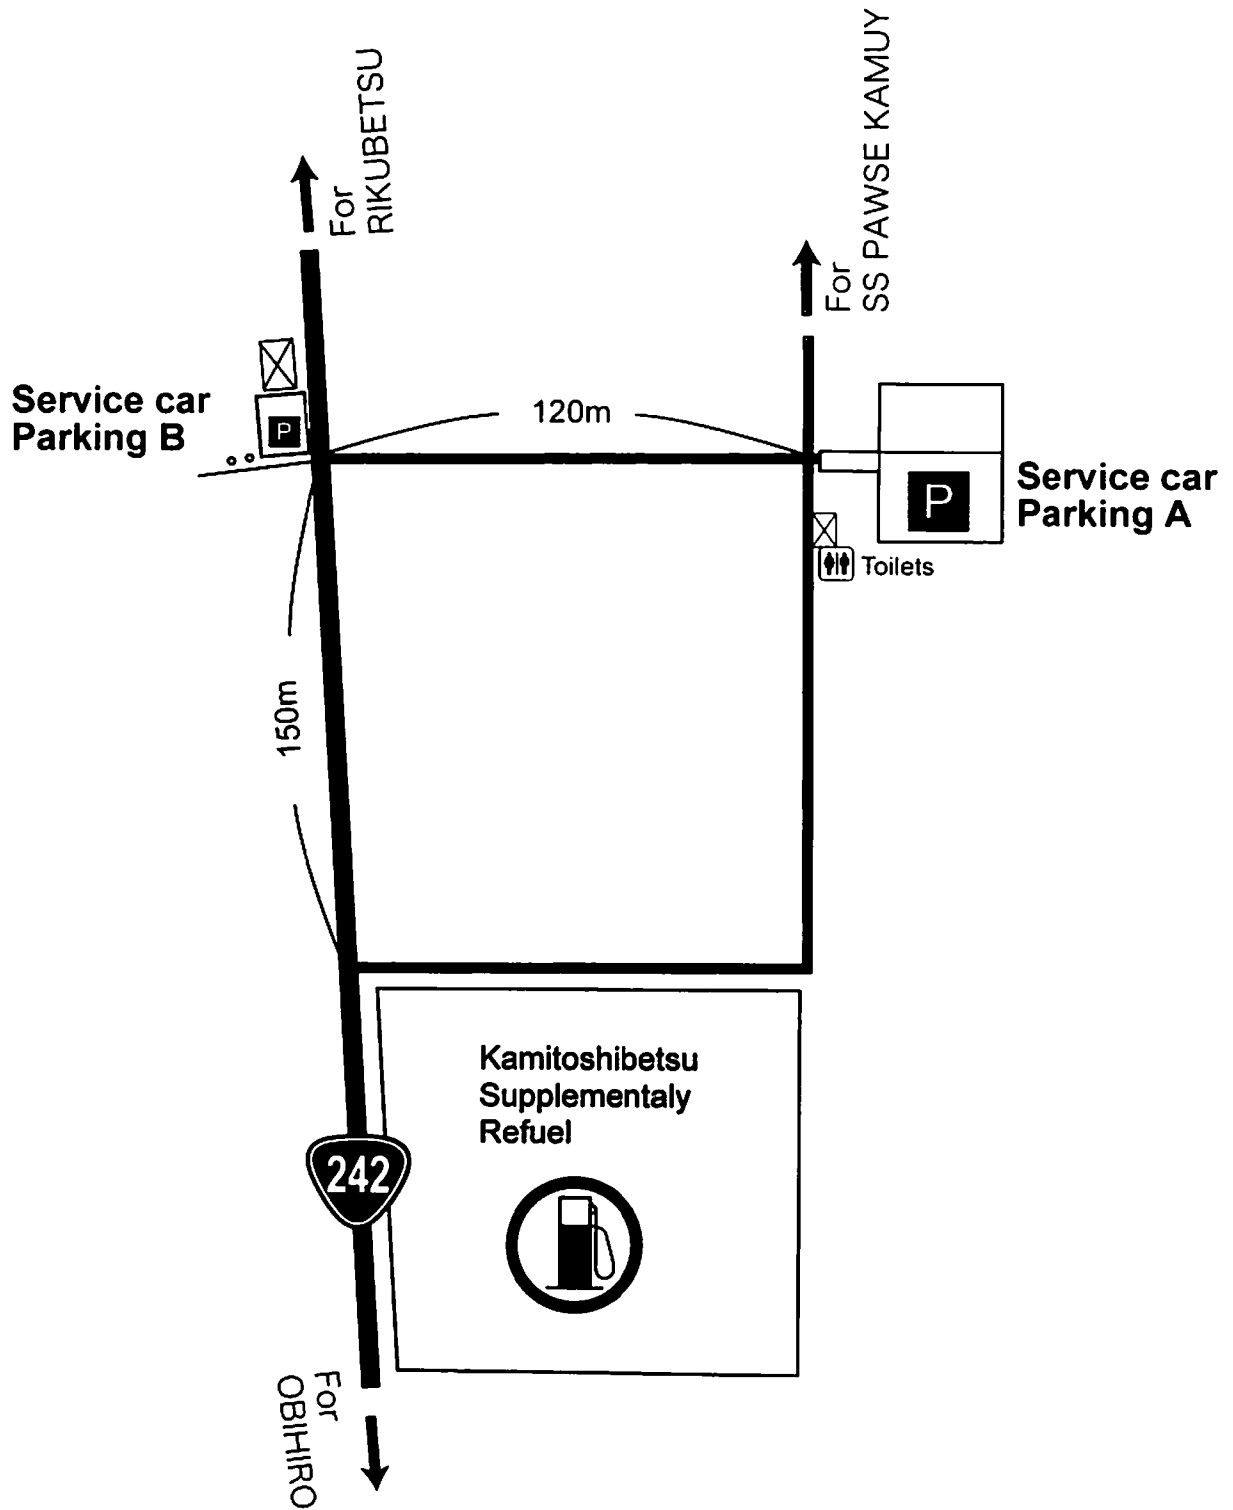 For
RIKUBETSU
For
SS PAWSE KAMUY
Service car
Parking B
P
120m
P
Service car
Parking A
Toilets
150m
Kamitoshibetsu
Supplementaly
Refuel
242
For
OBIHIRO